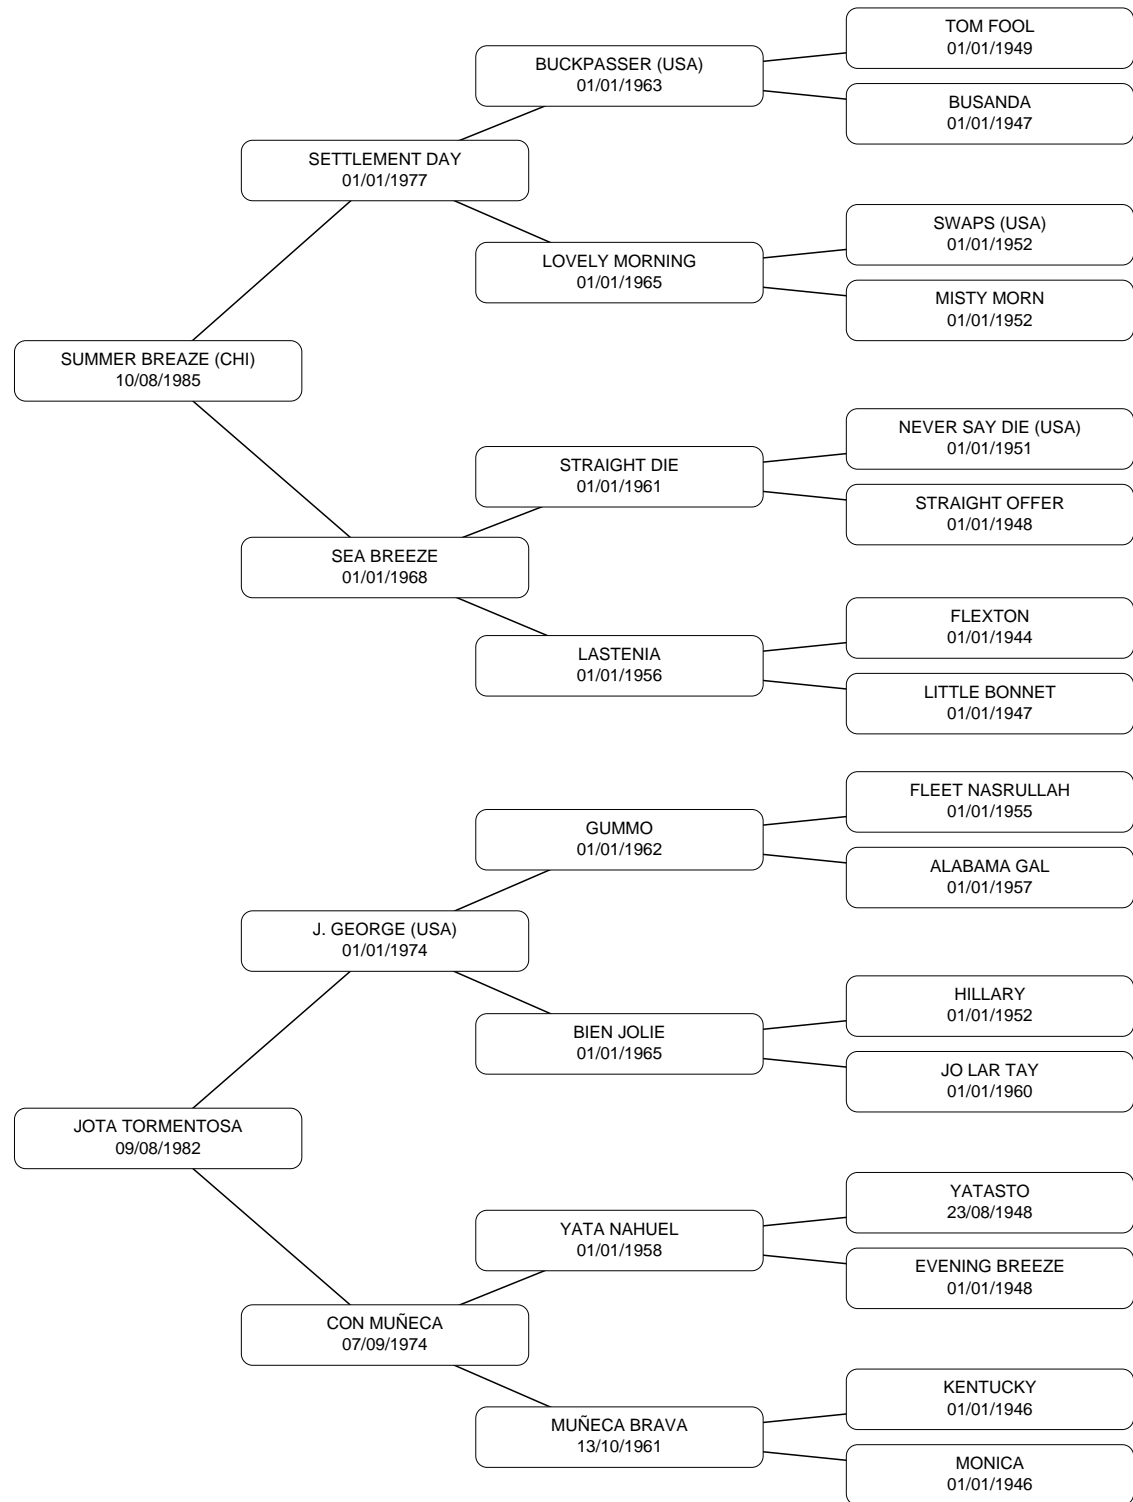 TOM FOOL
01/01/1949
BUCKPASSER (USA)
01/01/1963
BUSANDA
01/01/1947
SETTLEMENT DAY
01/01/1977
SWAPS (USA)
01/01/1952
LOVELY MORNING
01/01/1965
MISTY MORN
01/01/1952
SUMMER BREAZE (CHI)
10/08/1985
NEVER SAY DIE (USA)
01/01/1951
STRAIGHT DIE
01/01/1961
STRAIGHT OFFER
01/01/1948
SEA BREEZE
01/01/1968
FLEXTON
01/01/1944
LASTENIA
01/01/1956
LITTLE BONNET
01/01/1947
FLEET NASRULLAH
01/01/1955
GUMMO
01/01/1962
ALABAMA GAL
01/01/1957
J. GEORGE (USA)
01/01/1974
HILLARY
01/01/1952
BIEN JOLIE
01/01/1965
JO LAR TAY
01/01/1960
JOTA TORMENTOSA
09/08/1982
YATASTO
23/08/1948
YATA NAHUEL
01/01/1958
EVENING BREEZE
01/01/1948
CON MUÑECA
07/09/1974
KENTUCKY
01/01/1946
MUÑECA BRAVA
13/10/1961
MONICA
01/01/1946